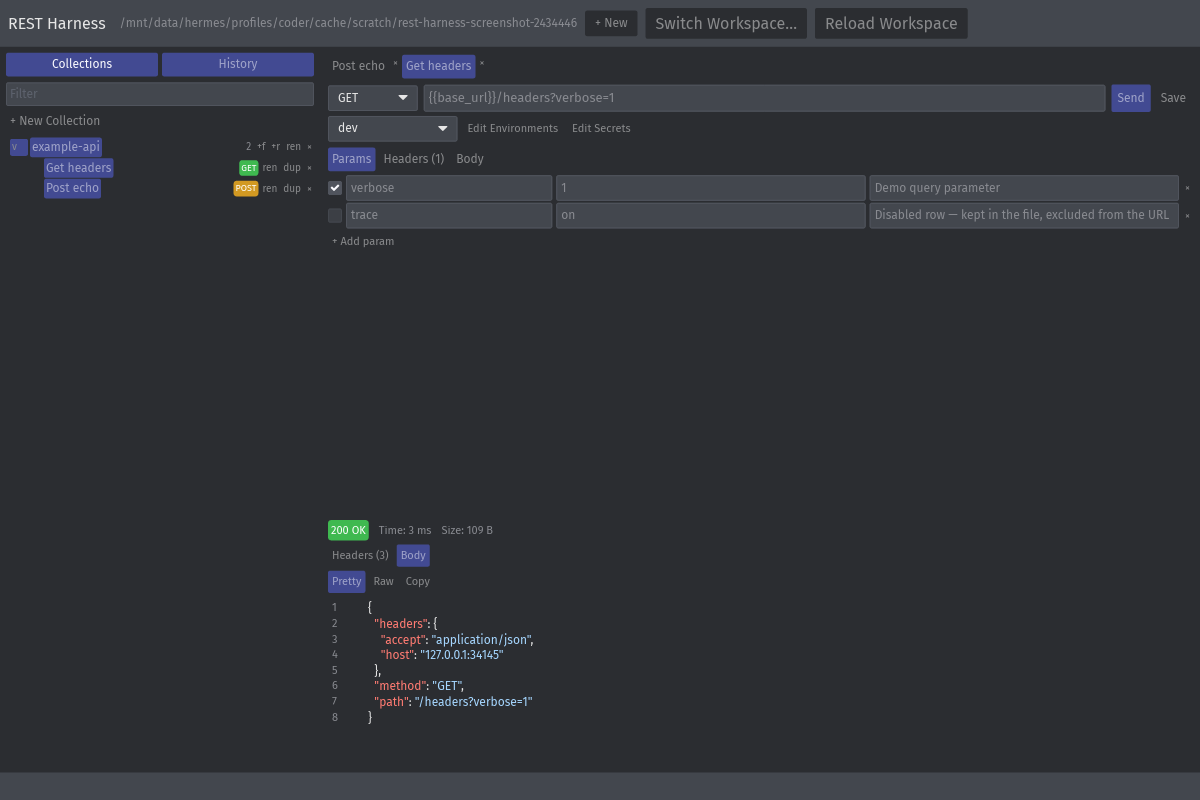 REST Harness /mnt/data/hermes/profiles/coder/cache/scratch/rest-harness-screenshot-2434446 + New Switch Workspace... Reload Workspace
Collections History
Filter
+ New Collection
v example-api 2 +f +r ren ×
Get headers GET ren dup ×
Post echo POST ren dup ×
Post echo × Get headers ×
GET {{base_url}}/headers?verbose=1 Send Save
dev Edit Environments Edit Secrets
Params Headers (1) Body
verbose 1 Demo query parameter ×
trace on Disabled row — kept in the file, excluded from the URL ×
+ Add param
200 OK Time: 3 ms Size: 109 B
Headers (3) Body
Pretty Raw Copy
1 {
2 "headers": {
3 "accept": "application/json",
4 "host": "127.0.0.1:34145"
5 },
6 "method": "GET",
7 "path": "/headers?verbose=1"
8 }